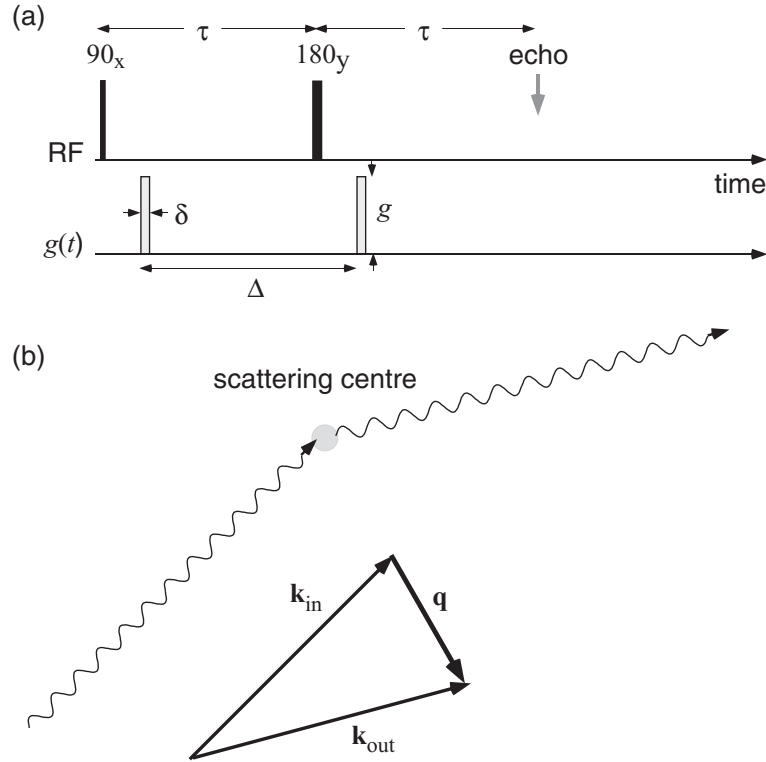 (a)
τ τ
90x 180y echo
RF
time
δ g
g(t)
Δ
(b)
scattering centre
kin q
kout